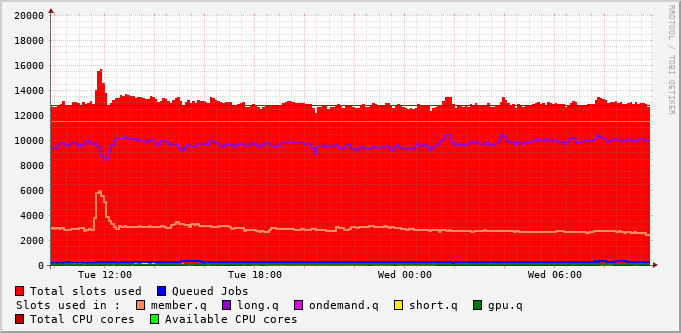 20000
18000
16000
14000
12000
10000
8000
6000
4000
2000
0
Tue 12:00 Tue 18:00 Wed 00:00 Wed 06:00
RRDTOOL / TOBI OETIKER
Total slots used Queued Jobs
Slots used in : member.q long.q ondemand.q short.q gpu.q
Total CPU cores Available CPU cores